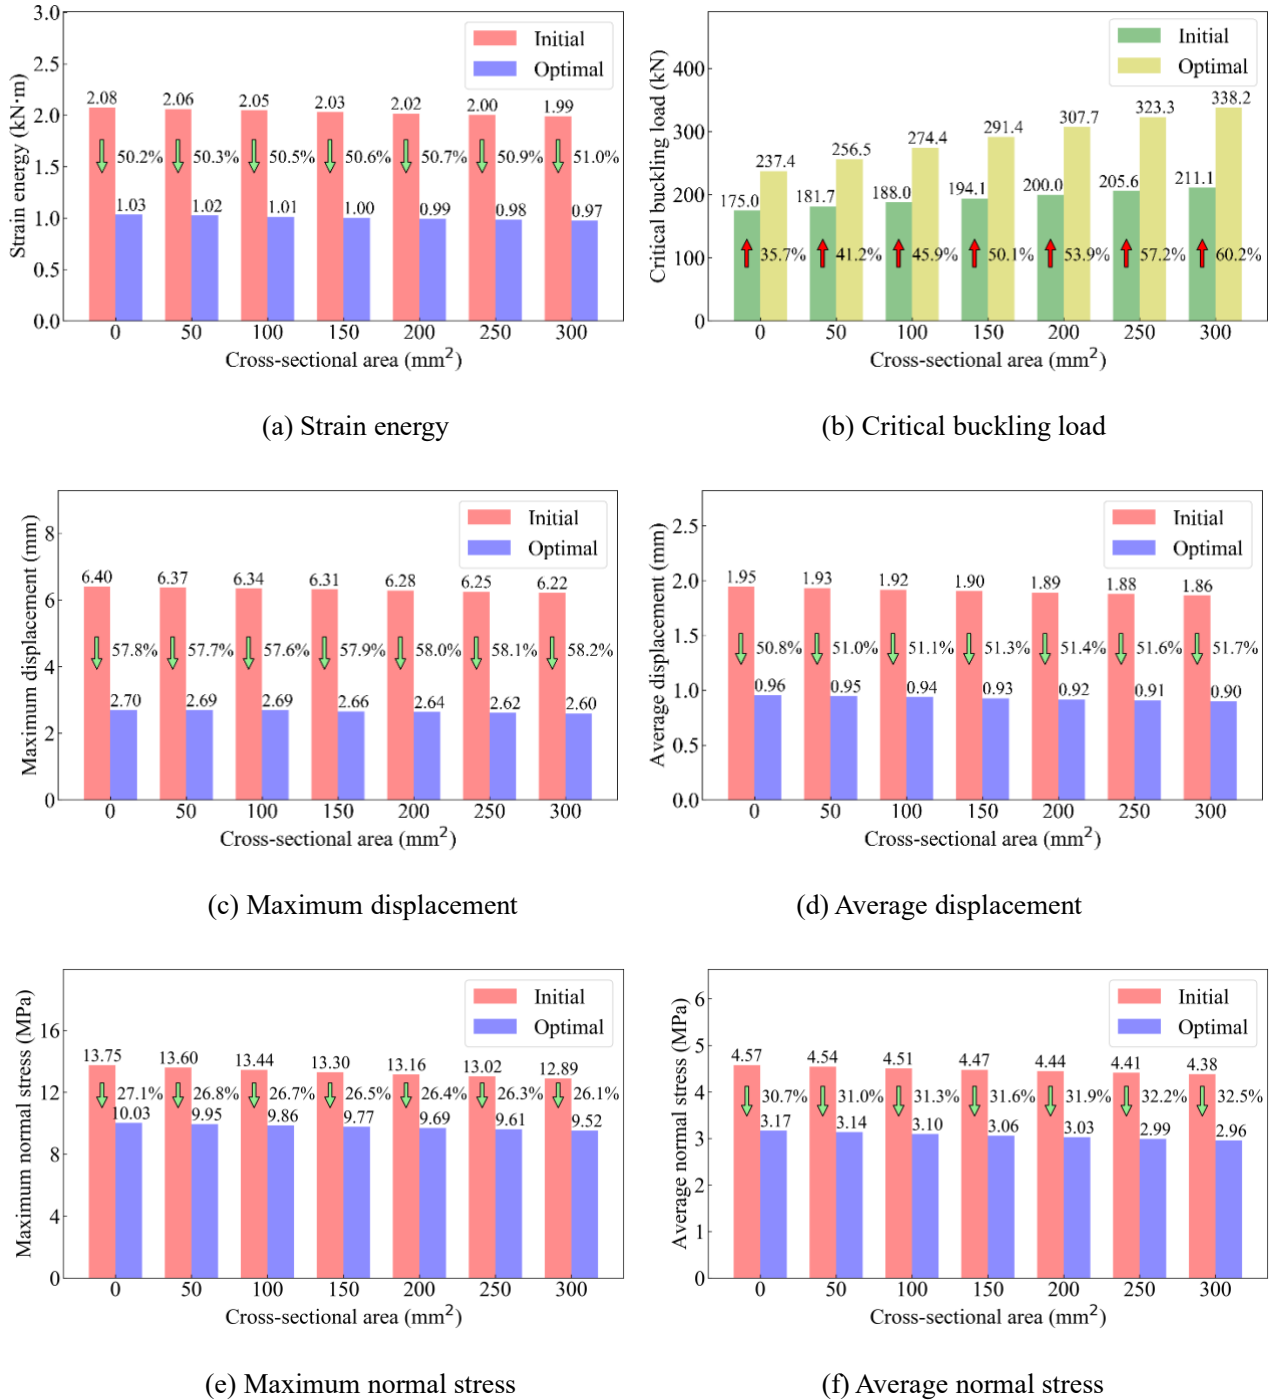 Strain energy (kN·m)
3.0
2.5
2.0
1.5
1.0
0.5
0.0
Initial
Optimal
2.08 2.06 2.05 2.03 2.02 2.00 1.99
50.2% 50.3% 50.5% 50.6% 50.7% 50.9% 51.0%
1.03 1.02 1.01 1.00 0.99 0.98 0.97
0 50 100 150 200 250 300
Cross-sectional area (mm²)
(a) Strain energy
Critical buckling load (kN)
400
300
200
100
0
Initial
Optimal
237.4 256.5 274.4 291.4 307.7 323.3 338.2
175.0 181.7 188.0 194.1 200.0 205.6 211.1
35.7% 41.2% 45.9% 50.1% 53.9% 57.2% 60.2%
0 50 100 150 200 250 300
Cross-sectional area (mm²)
(b) Critical buckling load
Maximum displacement (mm)
8
6
4
2
0
Initial
Optimal
6.40 6.37 6.34 6.31 6.28 6.25 6.22
57.8% 57.7% 57.6% 57.9% 58.0% 58.1% 58.2%
2.70 2.69 2.69 2.66 2.64 2.62 2.60
0 50 100 150 200 250 300
Cross-sectional area (mm²)
(c) Maximum displacement
Average displacement (mm)
2.5
2.0
1.5
1.0
0.5
0.0
Initial
Optimal
1.95 1.93 1.92 1.90 1.89 1.88 1.86
50.8% 51.0% 51.1% 51.3% 51.4% 51.6% 51.7%
0.96 0.95 0.94 0.93 0.92 0.91 0.90
0 50 100 150 200 250 300
Cross-sectional area (mm²)
(d) Average displacement
Maximum normal stress (MPa)
16
12
8
4
0
Initial
Optimal
13.75 13.60 13.44 13.30 13.16 13.02 12.89
27.1% 26.8% 26.7% 26.5% 26.4% 26.3% 26.1%
10.03 9.95 9.86 9.77 9.69 9.61 9.52
0 50 100 150 200 250 300
Cross-sectional area (mm²)
(e) Maximum normal stress
Average normal stress (MPa)
6
5
4
3
2
1
0
Initial
Optimal
4.57 4.54 4.51 4.47 4.44 4.41 4.38
30.7% 31.0% 31.3% 31.6% 31.9% 32.2% 32.5%
3.17 3.14 3.10 3.06 3.03 2.99 2.96
0 50 100 150 200 250 300
Cross-sectional area (mm²)
(f) Average normal stress